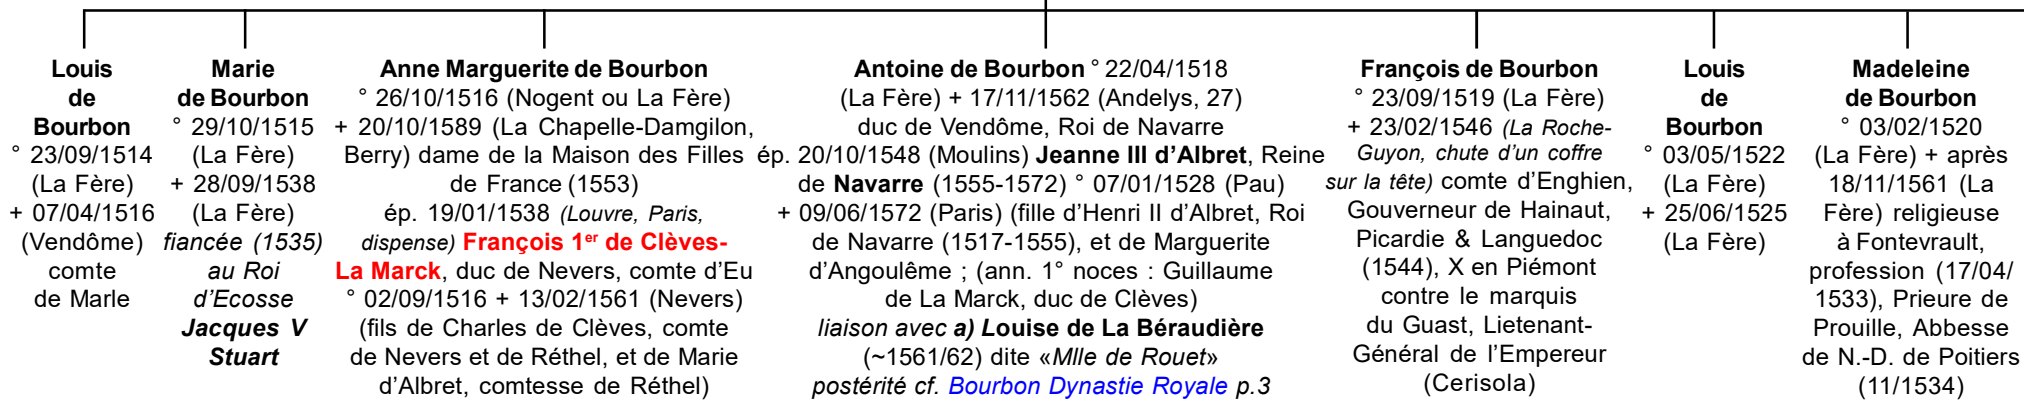 Louis
de
Bourbon
° 23/09/1514
(La Fère)
+ 07/04/1516
(Vendôme)
comte
de Marle
Marie
de Bourbon
° 29/10/1515
(La Fère)
+ 28/09/1538
(La Fère)
fiancée (1535)
au Roi
d’Ecosse
Jacques V
Stuart
Anne Marguerite de Bourbon
° 26/10/1516 (Nogent ou La Fère)
+ 20/10/1589 (La Chapelle-Damgilon,
Berry) dame de la Maison des Filles
de France (1553)
ép. 19/01/1538 (Louvre, Paris,
dispense) François 1er de Clèves-
La Marck, duc de Nevers, comte d’Eu
° 02/09/1516 + 13/02/1561 (Nevers)
(fils de Charles de Clèves, comte
de Nevers et de Réthel, et de Marie
d’Albret, comtesse de Réthel)
Antoine de Bourbon ° 22/04/1518
(La Fère) + 17/11/1562 (Andelys, 27)
duc de Vendôme, Roi de Navarre
ép. 20/10/1548 (Moulins) Jeanne III d’Albret, Reine
de Navarre (1555-1572) ° 07/01/1528 (Pau)
+ 09/06/1572 (Paris) (fille d’Henri II d’Albret, Roi
de Navarre (1517-1555), et de Marguerite
d’Angoulême ; (ann. 1° noces : Guillaume
de La Marck, duc de Clèves)
liaison avec a) Louise de La Béraudière
(~1561/62) dite «Mlle de Rouet»
postérité cf. Bourbon Dynastie Royale p.3
François de Bourbon
° 23/09/1519 (La Fère)
+ 23/02/1546 (La Roche-
Guyon, chute d’un coffre
sur la tête) comte d’Enghien,
Gouverneur de Hainaut,
Picardie & Languedoc
(1544), X en Piémont
contre le marquis
du Guast, Lietenant-
Général de l’Empereur
(Cerisola)
Louis
de
Bourbon
° 03/05/1522
(La Fère)
+ 25/06/1525
(La Fère)
Madeleine
de Bourbon
° 03/02/1520
(La Fère) + après
18/11/1561 (La
Fère) religieuse
à Fontevrault,
profession (17/04/
1533), Prieure de
Prouille, Abbesse
de N.-D. de Poitiers
(11/1534)